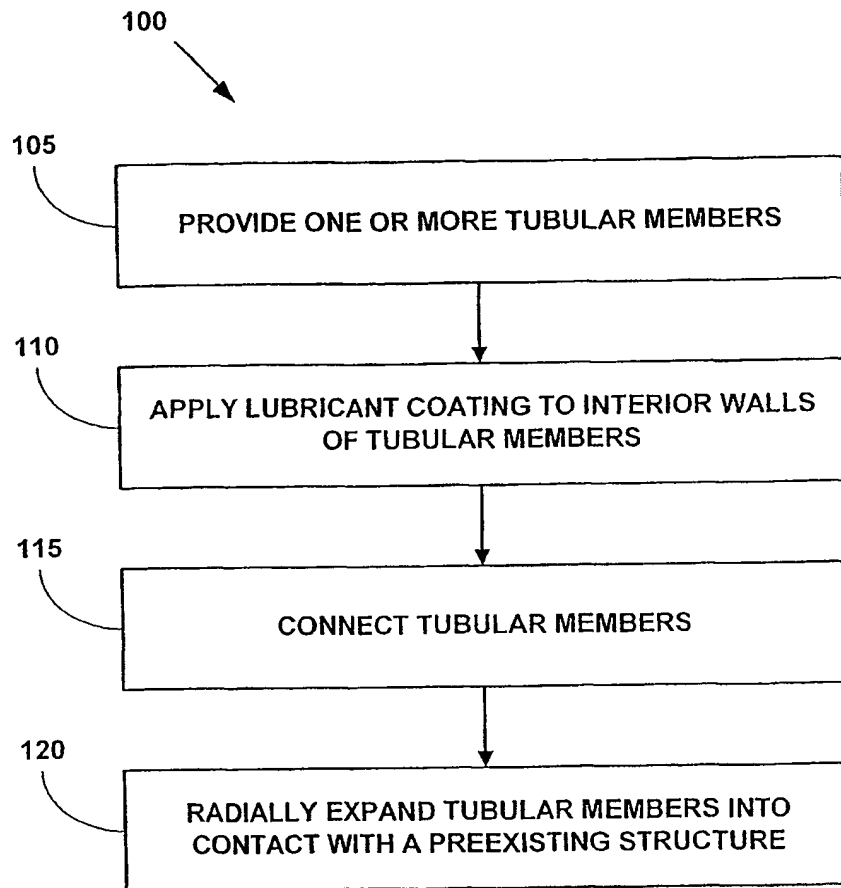 100
105
PROVIDE ONE OR MORE TUBULAR MEMBERS
110
APPLY LUBRICANT COATING TO INTERIOR WALLS
OF TUBULAR MEMBERS
115
CONNECT TUBULAR MEMBERS
120
RADIALLY EXPAND TUBULAR MEMBERS INTO
CONTACT WITH A PREEXISTING STRUCTURE